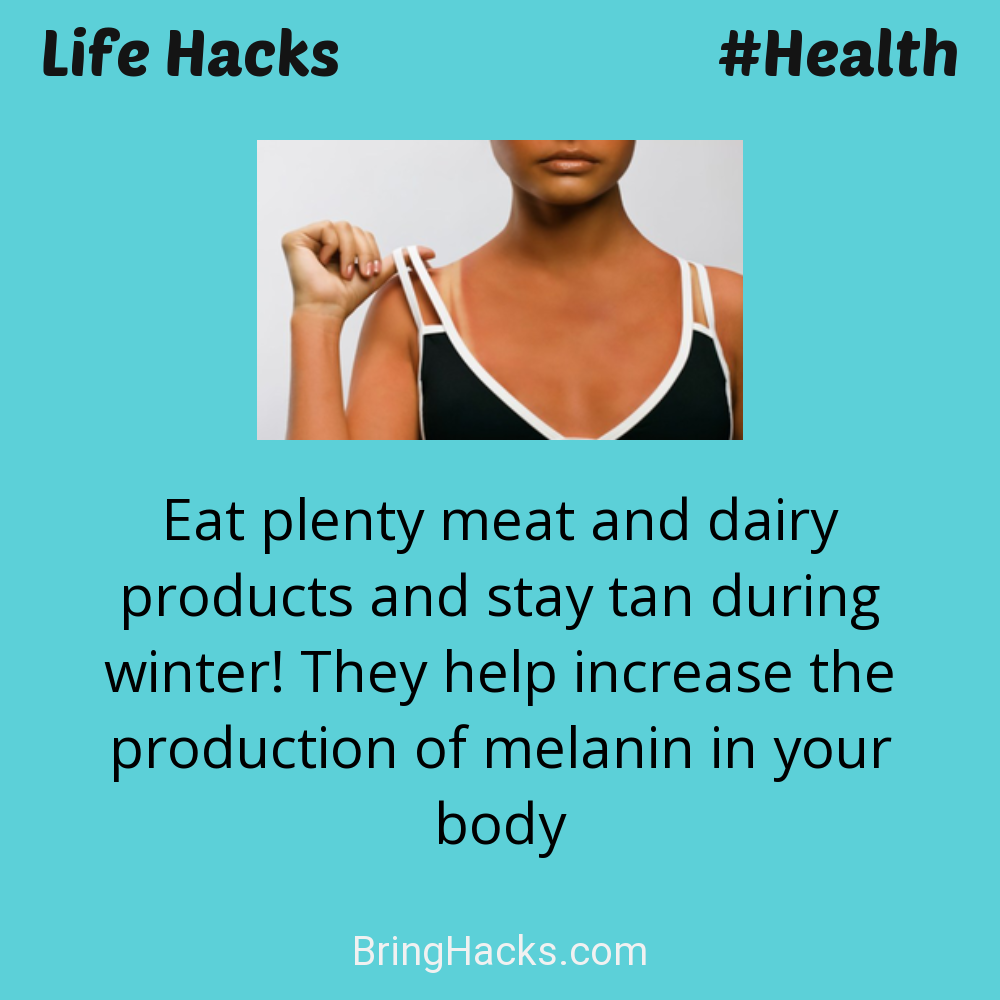 Life Hacks
#Health
Eat plenty meat and dairy
products and stay tan during
winter! They help increase the
production of melanin in your
body
BringHacks.com